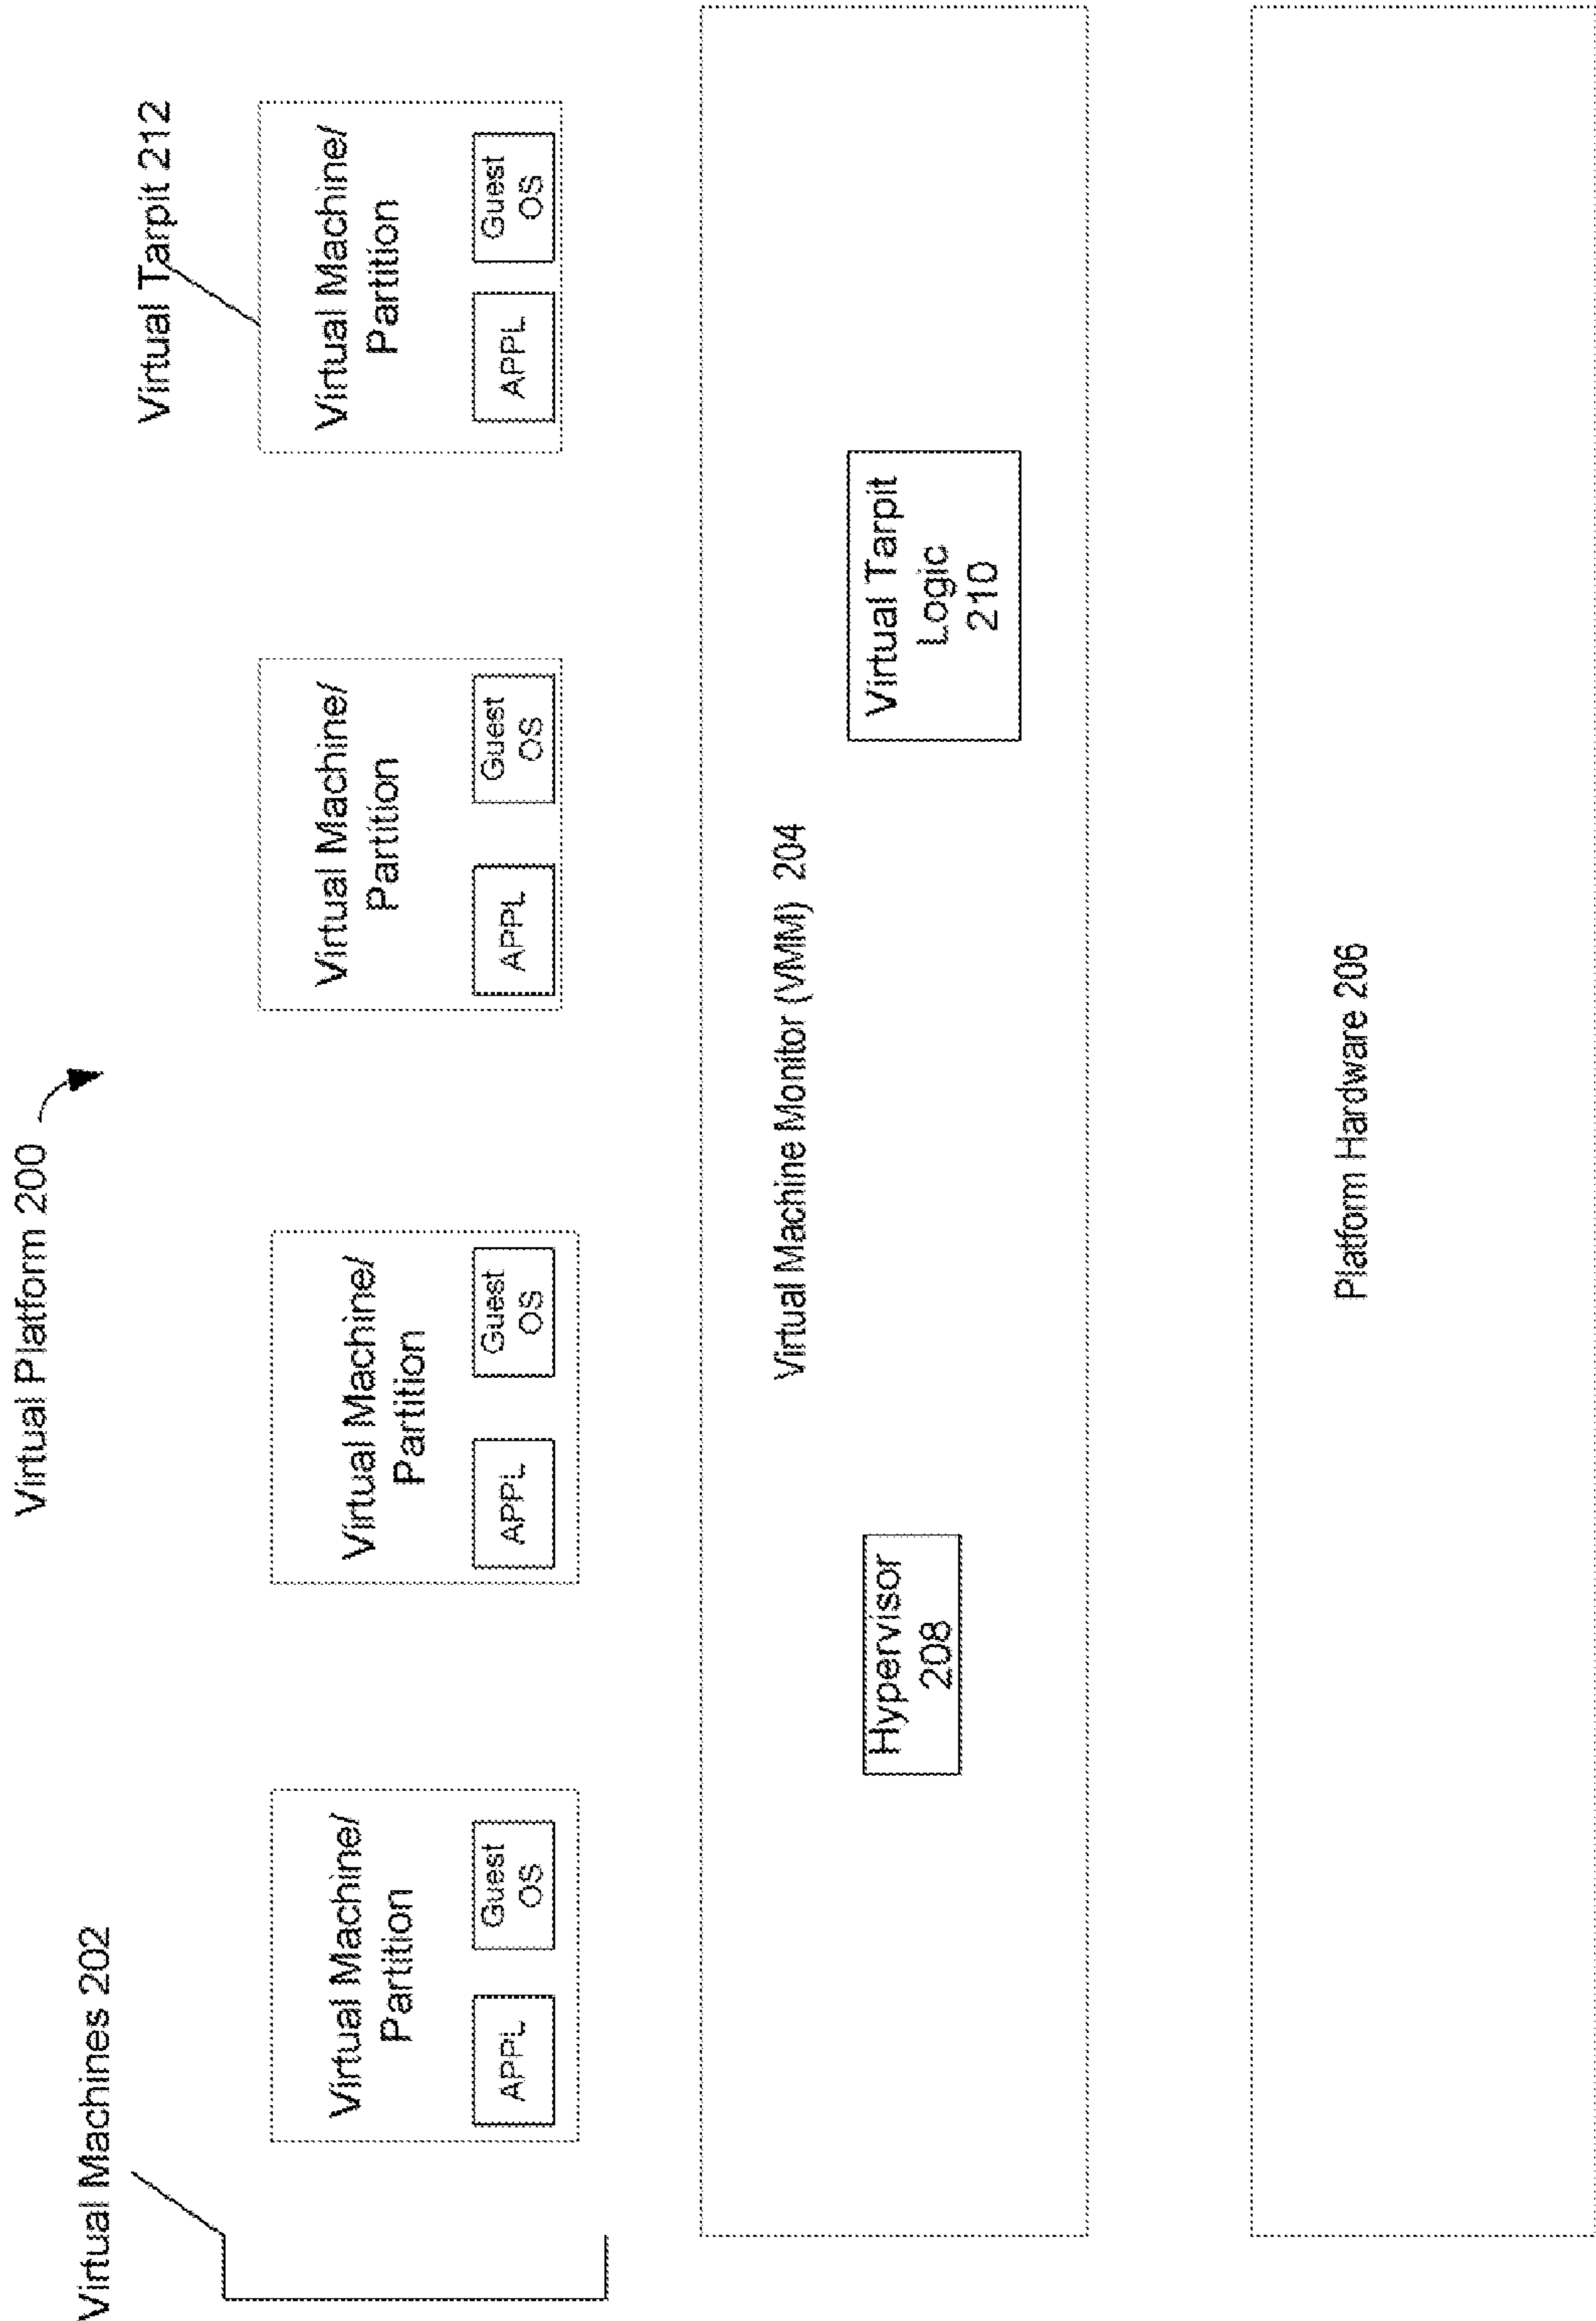 Virtual Platform 200
Virtual Machines 202
Virtual Tarpit 212
Virtual Machine/
Partition
APPL
Guest
OS
Virtual Machine/
Partition
APPL
Guest
OS
Virtual Machine/
Partition
APPL
Guest
OS
Virtual Machine/
Partition
APPL
Guest
OS
Virtual Machine Monitor (VMM) 204
Hypervisor
208
Virtual Tarpit
Logic
210
Platform Hardware 206